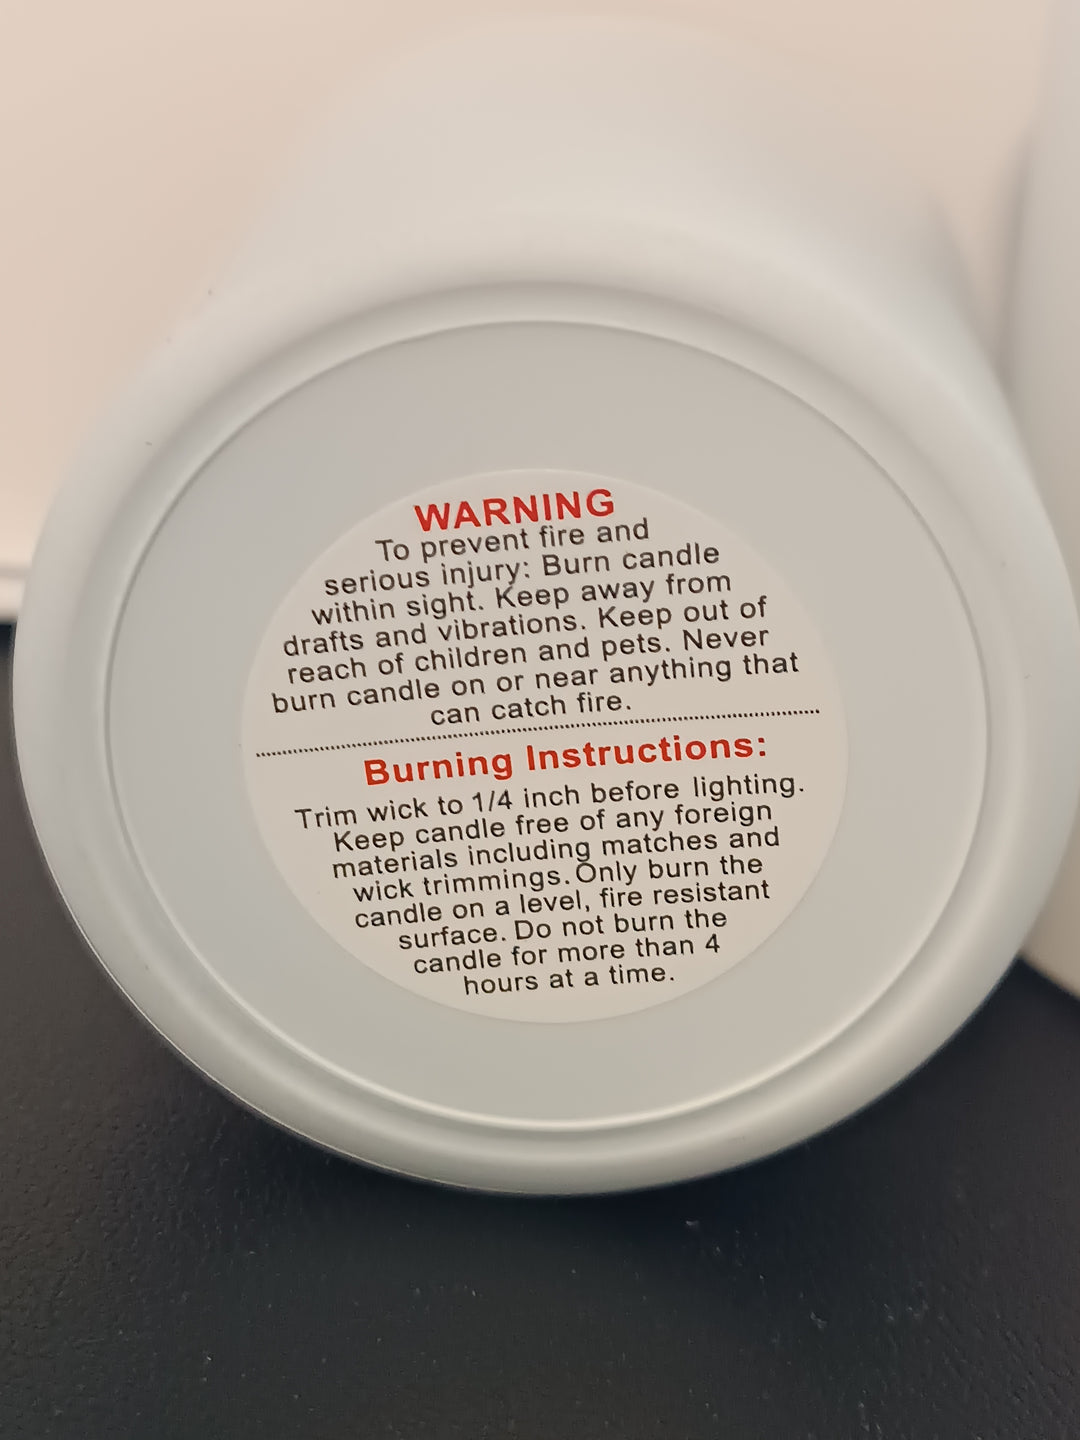 WARNING
To prevent fire and
serious injury: Burn candle
within sight. Keep away from
drafts and vibrations. Keep out of
reach of children and pets. Never
burn candle on or near anything that
can catch fire.
Burning Instructions:
Trim wick to 1/4 inch before lighting.
Keep candle free of any foreign
materials including matches and
wick trimmings. Only burn the
candle on a level, fire resistant
surface. Do not burn the
candle for more than 4
hours at a time.